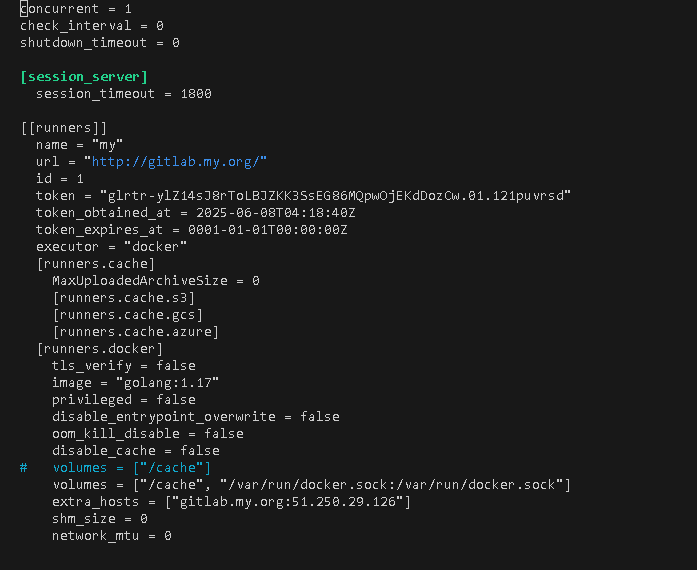 concurrent = 1
check_interval = 0
shutdown_timeout = 0
[session_server]
session_timeout = 1800
[[runners]]
name = "my"
url = "http://gitlab.my.org/"
id = 1
token = "glrtr-ylZ14sJ8rToLBJZKK3SsEG86MQpwOjEKdDozCw.01.121puvrsd"
token_obtained_at = 2025-06-08T04:18:40Z
token_expires_at = 0001-01-01T00:00:00Z
executor = "docker"
[runners.cache]
MaxUploadedArchiveSize = 0
[runners.cache.s3]
[runners.cache.gcs]
[runners.cache.azure]
[runners.docker]
tls_verify = false
image = "golang:1.17"
privileged = false
disable_entrypoint_overwrite = false
oom_kill_disable = false
disable_cache = false
#   volumes = ["/cache"]
volumes = ["/cache", "/var/run/docker.sock:/var/run/docker.sock"]
extra_hosts = ["gitlab.my.org:51.250.29.126"]
shm_size = 0
network_mtu = 0